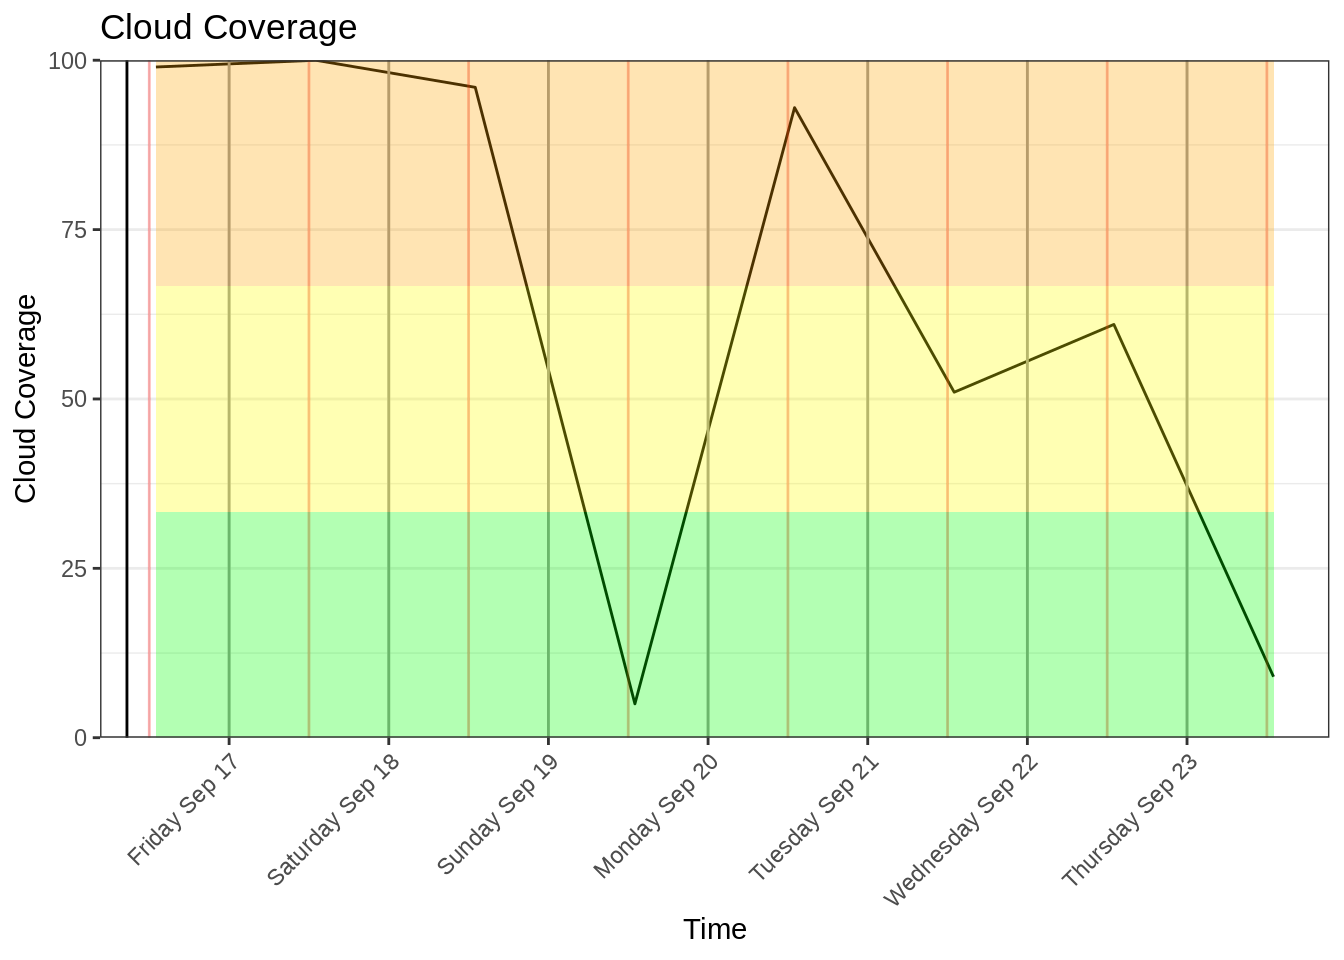 Cloud Coverage
100
75
50
25
0
Cloud Coverage
Friday Sep 17
Saturday Sep 18
Sunday Sep 19
Monday Sep 20
Tuesday Sep 21
Wednesday Sep 22
Thursday Sep 23
Time